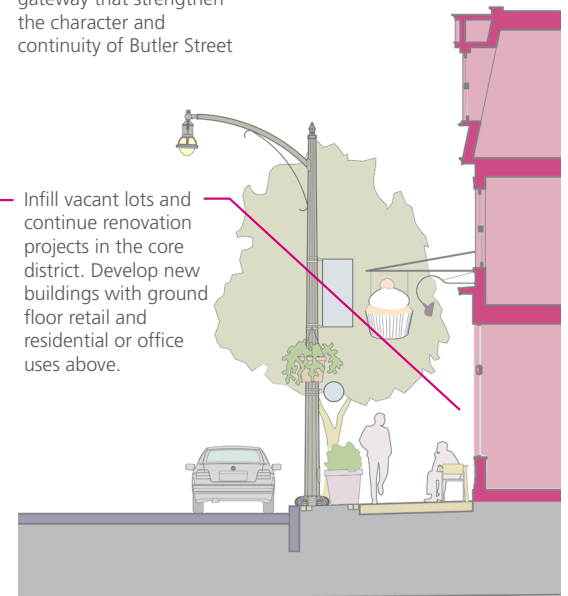 gateway that strengthen
the character and
continuity of Butler Street
Infill vacant lots and
continue renovation
projects in the core
district. Develop new
buildings with ground
floor retail and
residential or office
uses above.